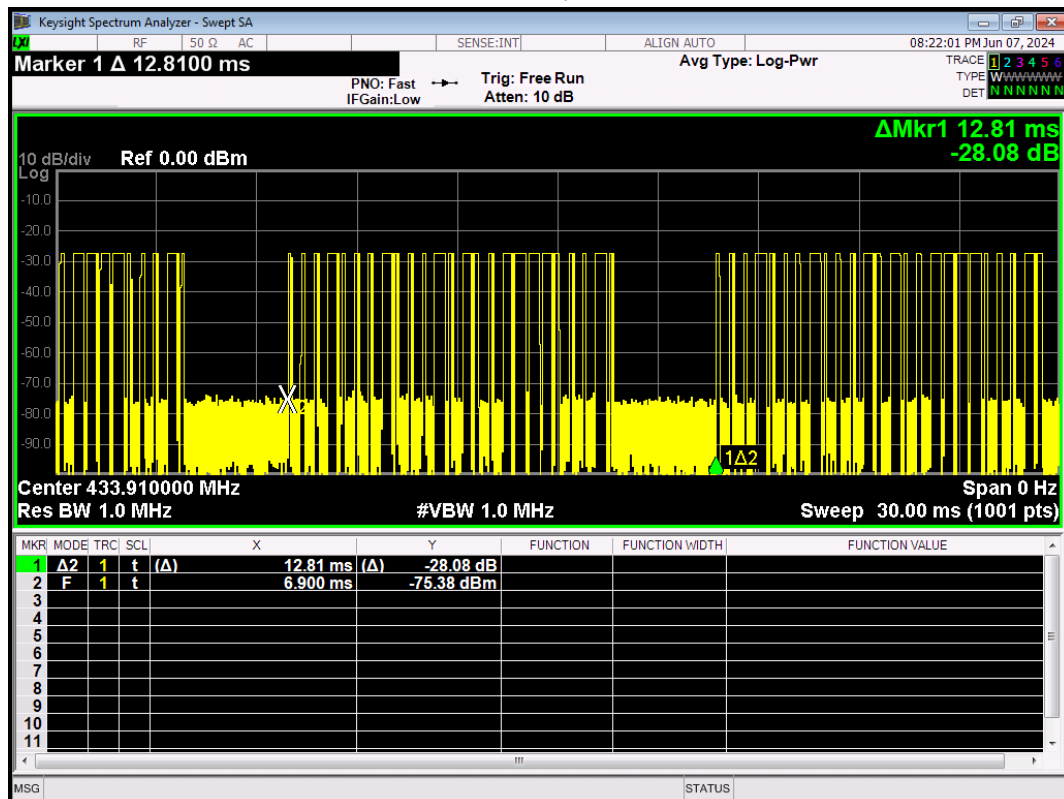 Keysight Spectrum Analyzer - Swept SA
LXI RF 50 Ω AC SENSE:INT ALIGN AUTO 08:22:01 PM Jun 07, 2024
Marker 1 Δ 12.8100 ms
PNO: Fast
IFGain:Low
Trig: Free Run
Atten: 10 dB
Avg Type: Log-Pwr
TRACE 1 2 3 4 5 6
TYPE WWWWWW
DET N N N N N N
ΔMkr1 12.81 ms
-28.08 dB
10 dB/div Ref 0.00 dBm
Log
-10.0
-20.0
-30.0
-40.0
-50.0
-60.0
-70.0
-80.0
-90.0
X2
1Δ2
Center 433.910000 MHz Span 0 Hz
Res BW 1.0 MHz #VBW 1.0 MHz Sweep 30.00 ms (1001 pts)
MKR MODE TRC SCL X Y FUNCTION FUNCTION WIDTH FUNCTION VALUE
1 Δ2 1 t (Δ) 12.81 ms (Δ) -28.08 dB
2 F 1 t 6.900 ms -75.38 dBm
3
4
5
6
7
8
9
10
11
MSG STATUS